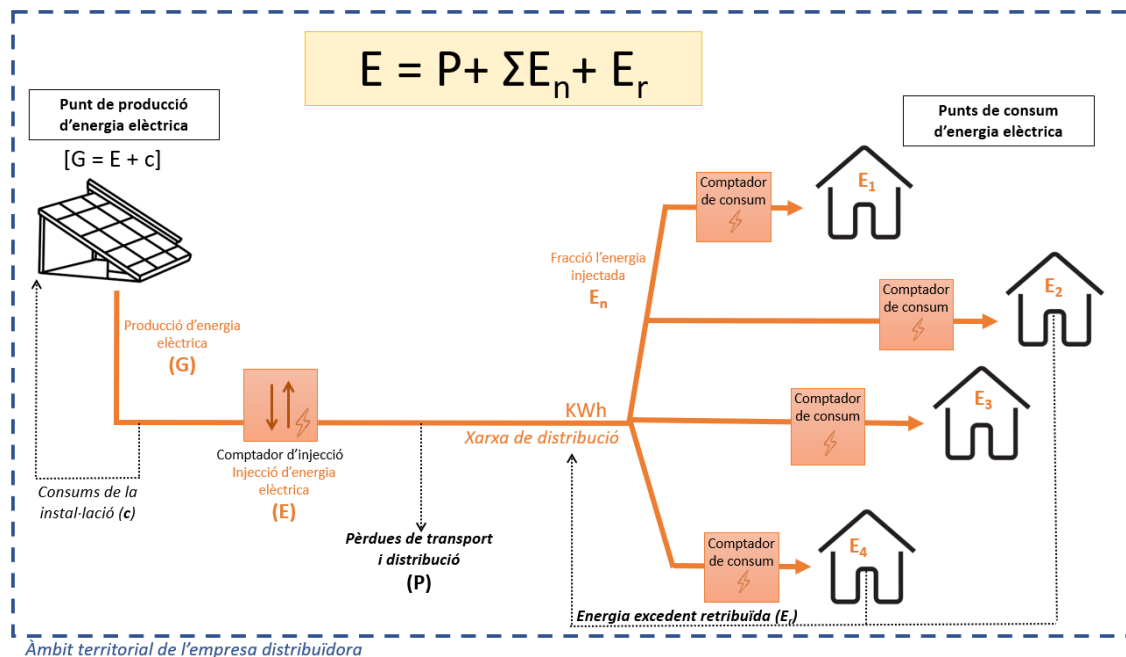 E = P+ ΣEn+ Er
Punt de producció
d’energia elèctrica
[G = E + c]
Punts de consum
d’energia elèctrica
Comptador
de consum
E1
Fracció l’energia
injectada
En
Comptador
de consum
E2
Producció d’energia
elèctrica
(G)
Comptador
de consum
E3
KWh
Xarxa de distribució
Comptador d’injecció
Injecció d’energia
elèctrica
(E)
Consums de la
instal·lació (c)
Pèrdues de transport
i distribució
(P)
Comptador
de consum
E4
Energia excedent retribuïda (Er)
Àmbit territorial de l’empresa distribuïdora